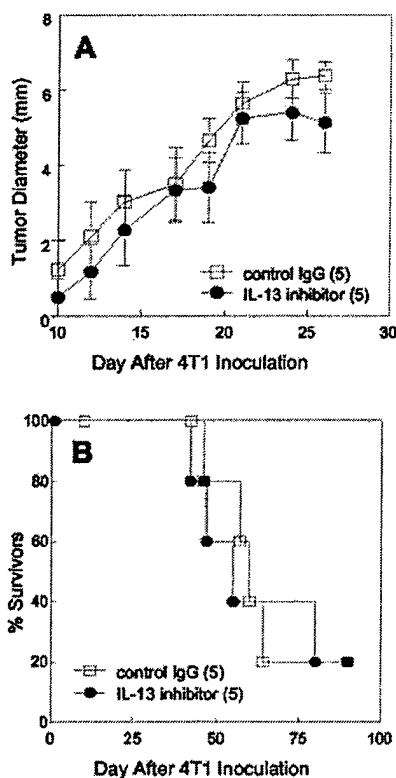 A
8
6
4
2
0
Tumor Diameter (mm)
control IgG (5)
IL-13 inhibitor (5)
10 15 20 25 30
Day After 4T1 Inoculation
B
100
80
60
40
20
% Survivors
control IgG (5)
IL-13 inhibitor (5)
0 25 50 75 100
Day After 4T1 Inoculation